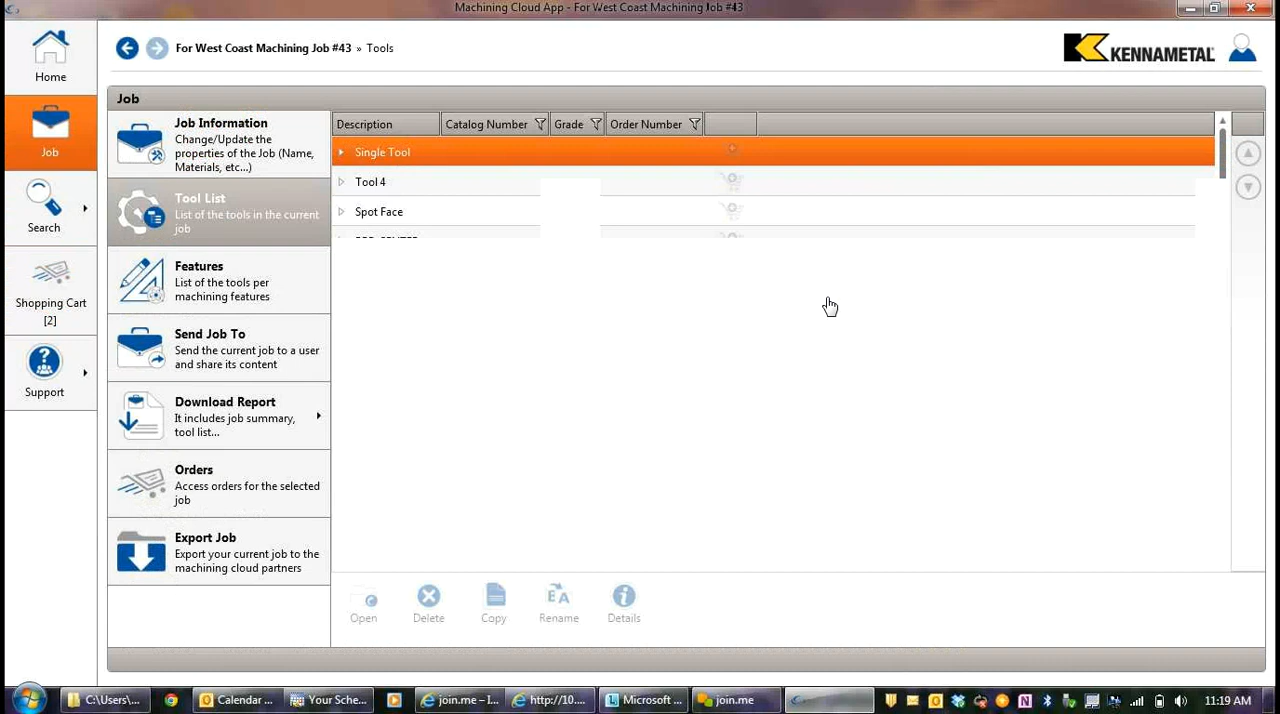 Machining Cloud App - For West Coast Machining Job #43
Home
Job
Search
Shopping Cart
[2]
Support
For West Coast Machining Job #43 » Tools
KENNAMETAL
Job
Job Information
Change/Update the
properties of the Job (Name,
Materials, etc...)
Tool List
List of the tools in the current
job
Features
List of the tools per
machining features
Send Job To
Send the current job to a user
and share its content
Download Report
It includes job summary,
tool list...
Orders
Access orders for the selected
job
Export Job
Export your current job to the
machining cloud partners
Description Catalog Number Grade Order Number
Single Tool
Tool 4
Spot Face
Open Delete Copy Rename Details
C:\Users\... Calendar ... Your Sche... join.me – I... http://10.... Microsoft ... join.me 11:19 AM